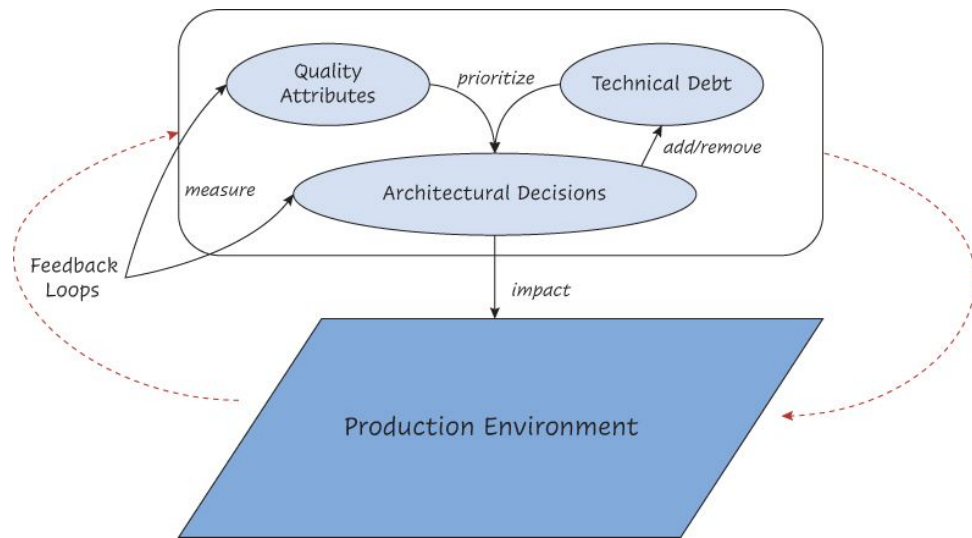 Quality
Attributes
prioritize
Technical Debt
add/remove
measure
Architectural Decisions
Feedback
Loops
impact
Production Environment